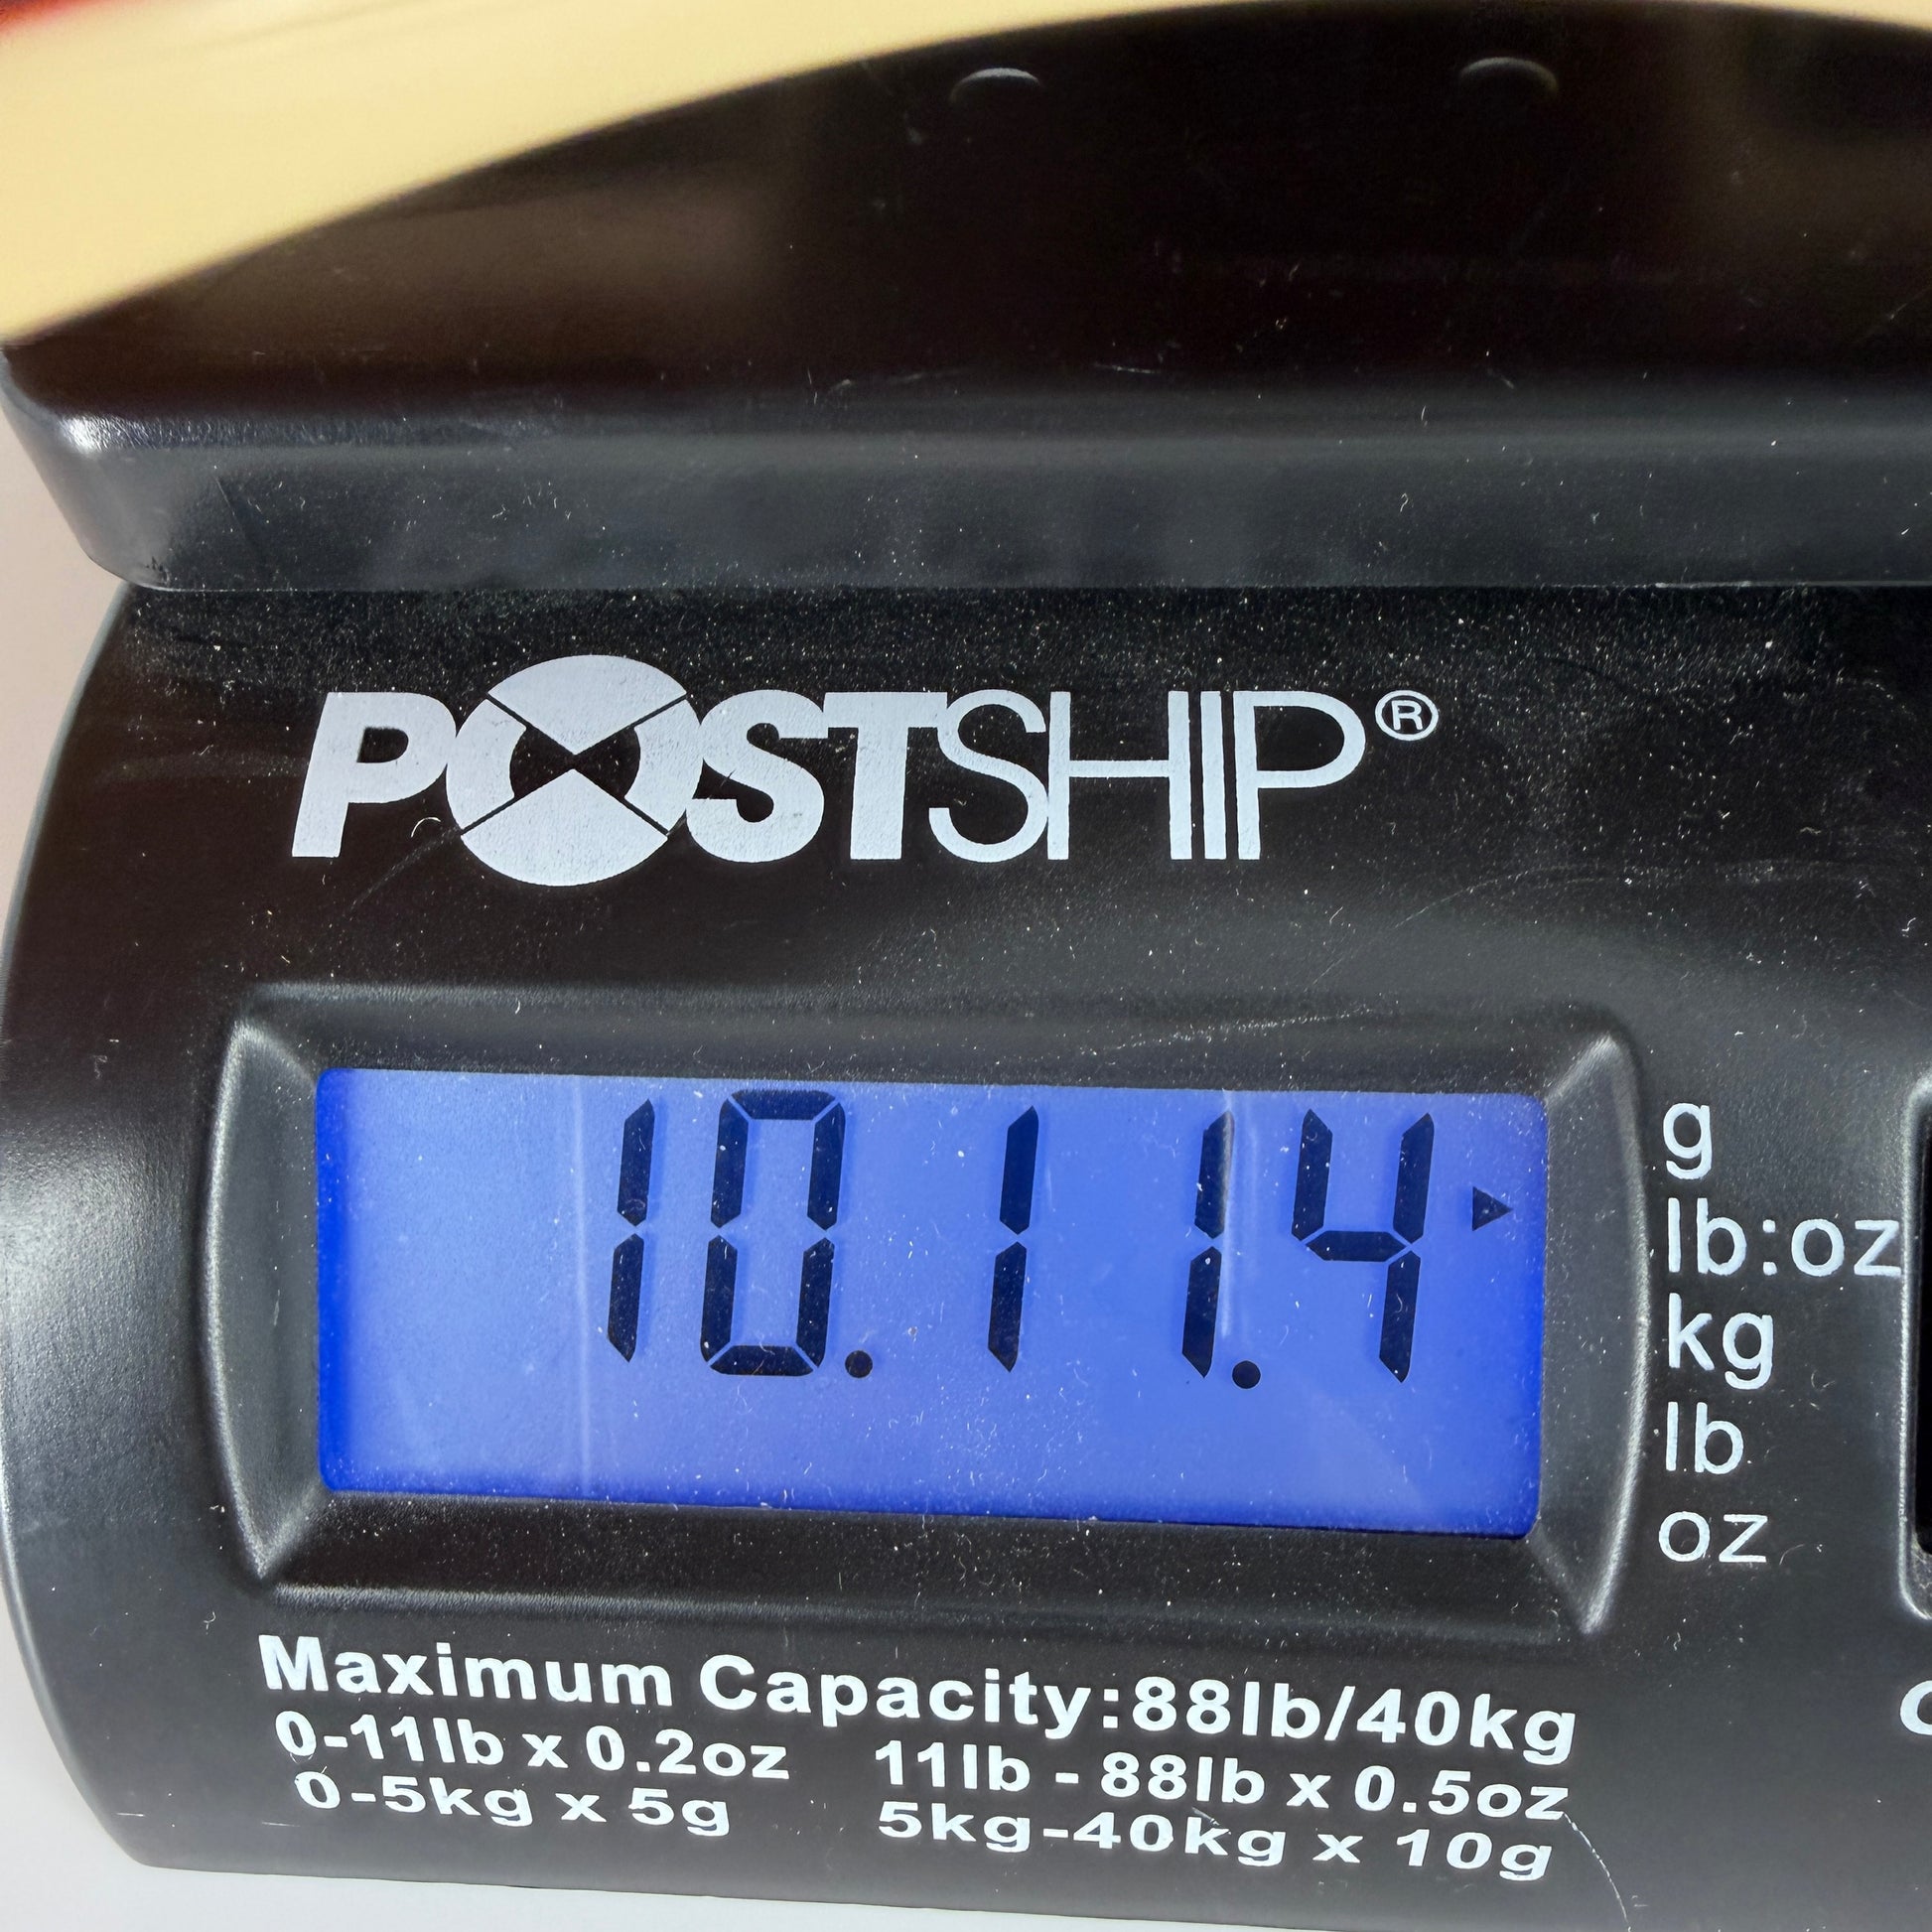 POSTSHIP®
10.11.4
g
lb:oz
kg
lb
oz
Maximum Capacity:88lb/40kg
0-11lb x 0.2oz 11lb - 88lb x 0.5oz
0-5kg x 5g 5kg-40kg x 10g